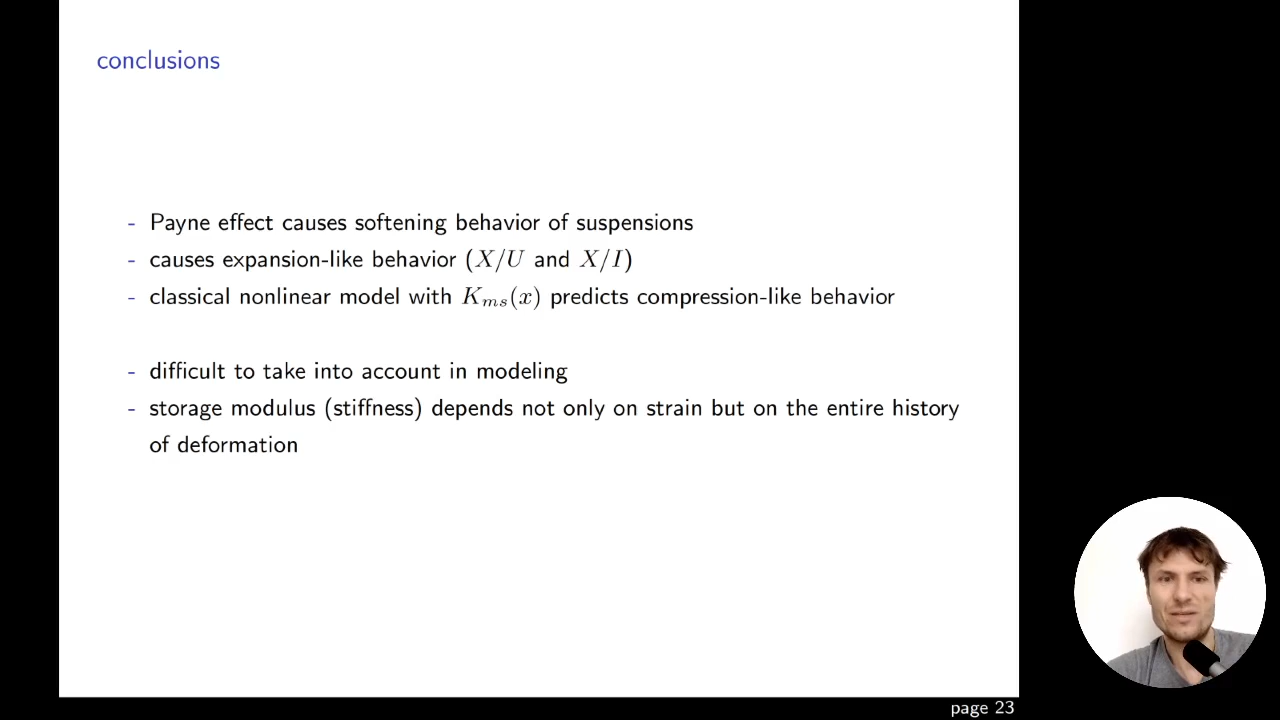 conclusions
- Payne effect causes softening behavior of suspensions
- causes expansion-like behavior (X/U and X/I)
- classical nonlinear model with K_{ms}(x) predicts compression-like behavior
- difficult to take into account in modeling
- storage modulus (stiffness) depends not only on strain but on the entire history
of deformation
page 23